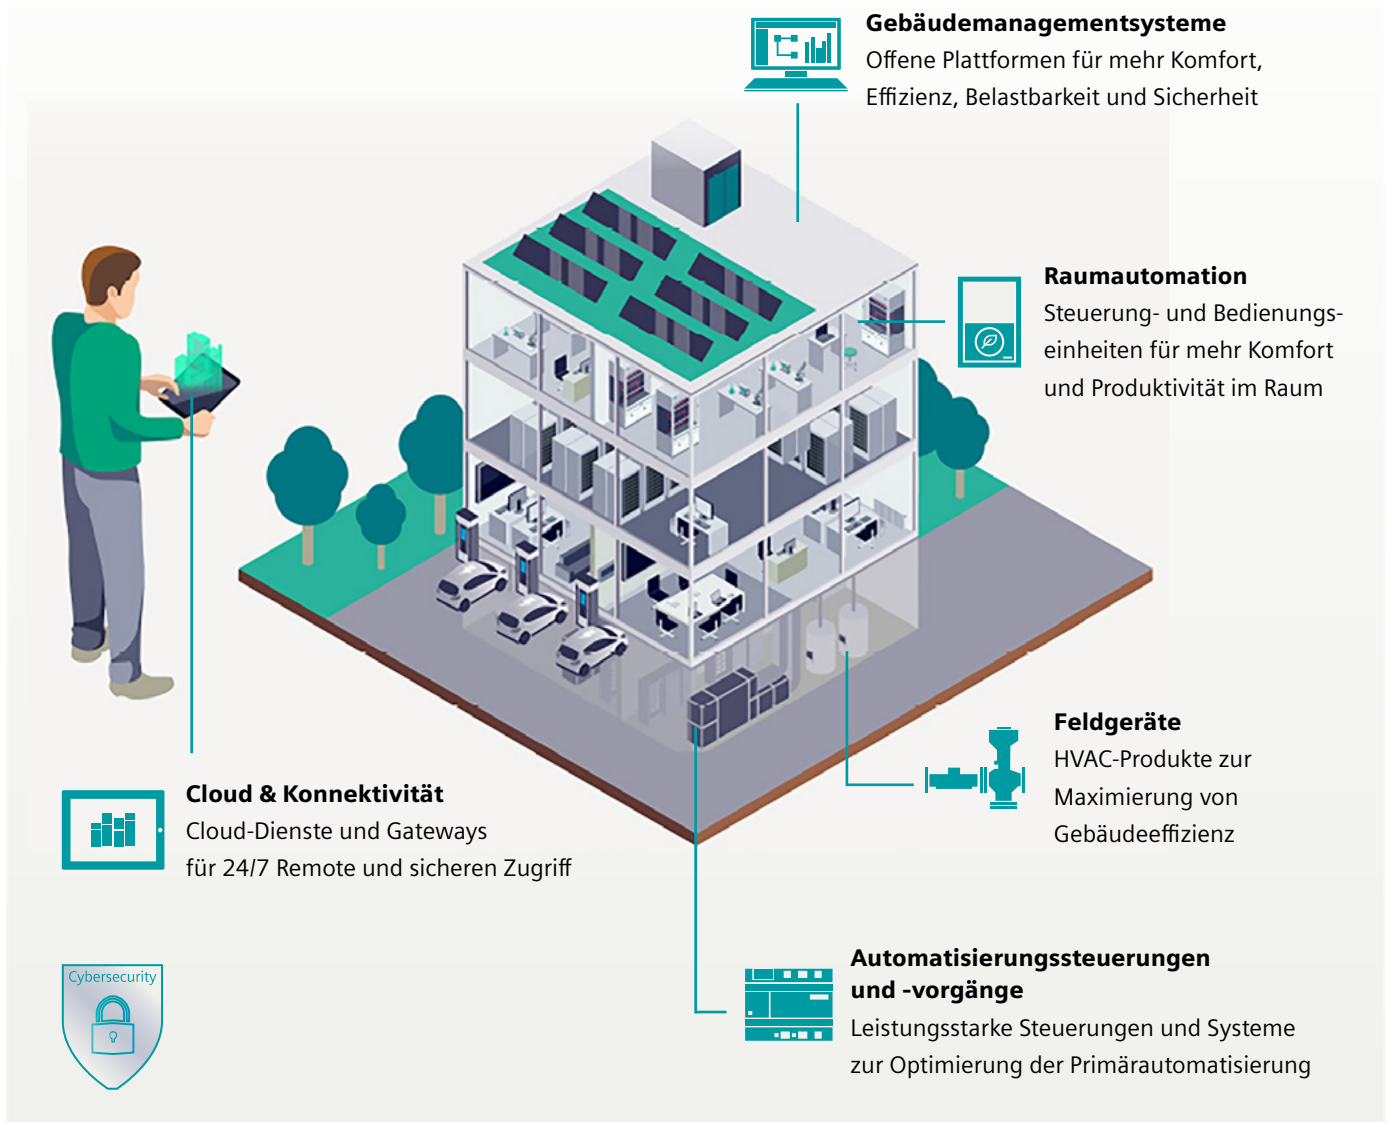 Gebäudemanagementsysteme
Offene Plattformen für mehr Komfort,
Effizienz, Belastbarkeit und Sicherheit
Raumautomation
Steuerung- und Bedienungs-
einheiten für mehr Komfort
und Produktivität im Raum
Feldgeräte
HVAC-Produkte zur
Maximierung von
Gebäudeeffizienz
Cloud & Konnektivität
Cloud-Dienste und Gateways
für 24/7 Remote und sicheren Zugriff
Automatisierungssteuerungen
und -vorgänge
Leistungsstarke Steuerungen und Systeme
zur Optimierung der Primärautomatisierung
Cybersecurity